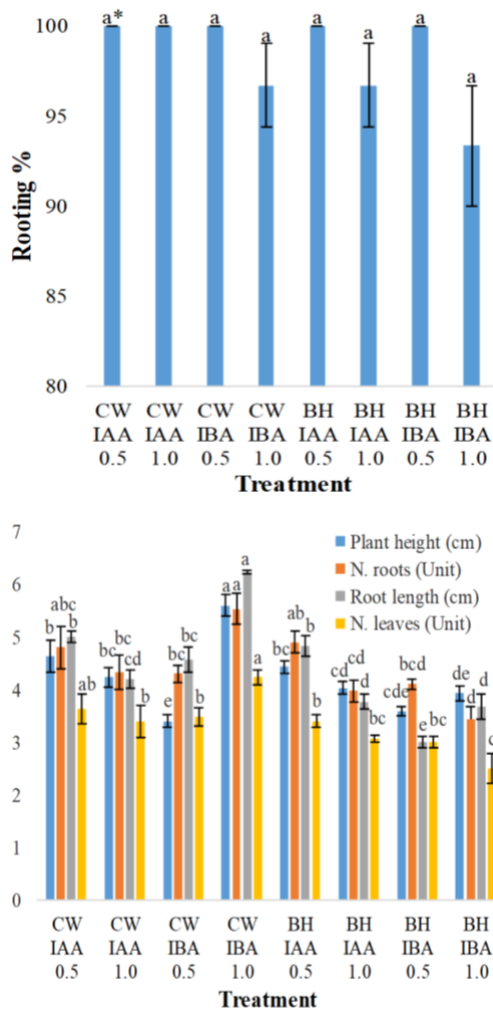 100
95
90
85
80
Rooting %
a* a a a a a a a
CW CW CW CW BH BH BH BH
IAA IAA IBA IBA IAA IAA IBA IBA
0.5 1.0 0.5 1.0 0.5 1.0 0.5 1.0
Treatment
7
6
5
4
3
2
1
0
Plant height (cm)
N. roots (Unit)
Root length (cm)
N. leaves (Unit)
b abc b ab
bc bc cd b
e bc bc b
a a a a
bc ab b b
cd cd d bc
cde bcd e bc
de d d c
CW CW CW CW BH BH BH BH
IAA IAA IBA IBA IAA IAA IBA IBA
0.5 1.0 0.5 1.0 0.5 1.0 0.5 1.0
Treatment